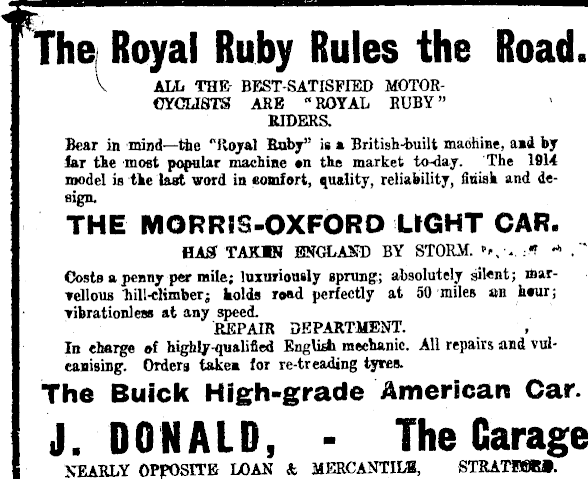 The Royal Ruby Rules the Road.
ALL THE BEST-SATISFIED MOTOR-
CYCLISTS ARE "ROYAL RUBY"
RIDERS.
Bear in mind—the "Royal Ruby" is a British-built machine, and by
far the most popular machine on the market to-day. The 1914
model is the last word in comfort, quality, reliability, finish and de-
sign.
THE MORRIS-OXFORD LIGHT CAR.
HAS TAKEN ENGLAND BY STORM.
Costs a penny per mile; luxuriously sprung; absolutely silent; mar-
vellous hill-climber; holds road perfectly at 50 miles an hour;
vibrationless at any speed.
REPAIR DEPARTMENT.
In charge of highly-qualified English mechanic. All repairs and vul-
canising. Orders taken for re-treading tyres.
The Buick High-grade American Car.
J. DONALD, - The Garage
NEARLY OPPOSITE LOAN & MERCANTILE, STRATFORD.